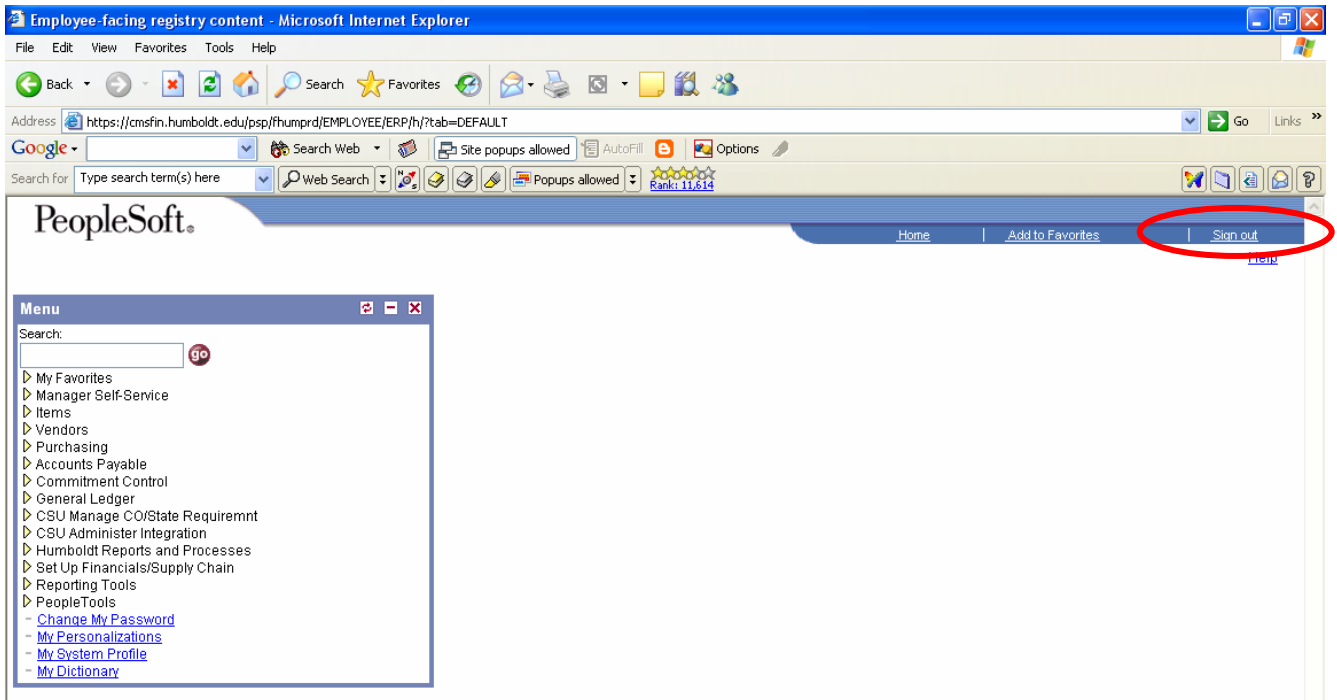 Employee-facing registry content - Microsoft Internet Explorer
File Edit View Favorites Tools Help
Back Search Favorites
Address https://cmsfin.humboldt.edu/psp/fhumprd/EMPLOYEE/ERP/h/?tab=DEFAULT Go Links »
Google Search Web Site popups allowed AutoFill Options
Search for Type search term(s) here Web Search Popups allowed Rank: 11,614
PeopleSoft.
Home | Add to Favorites | Sign out
Help
Menu
Search:
go
My Favorites
Manager Self-Service
Items
Vendors
Purchasing
Accounts Payable
Commitment Control
General Ledger
CSU Manage CO/State Requiremnt
CSU Administer Integration
Humboldt Reports and Processes
Set Up Financials/Supply Chain
Reporting Tools
PeopleTools
- Change My Password
- My Personalizations
- My System Profile
- My Dictionary